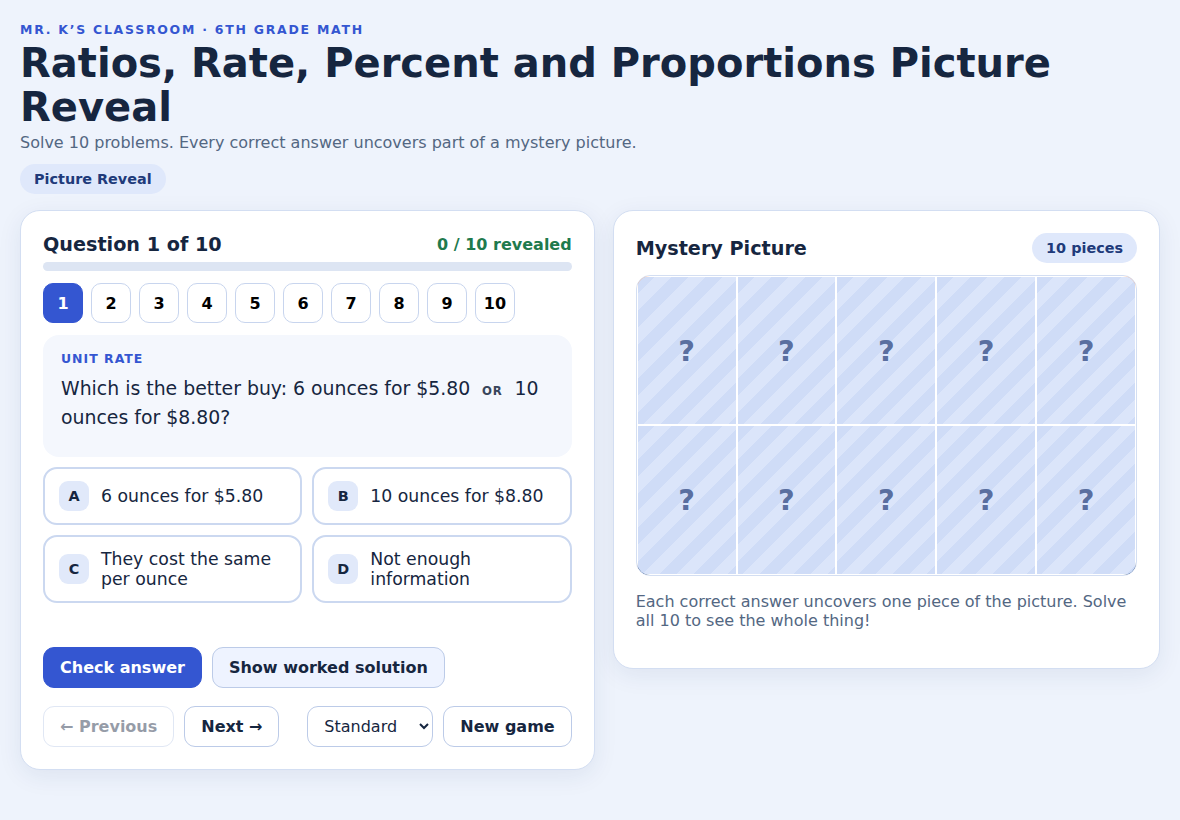 MR. K’S CLASSROOM · 6TH GRADE MATH
Ratios, Rate, Percent and Proportions Picture
Reveal
Solve 10 problems. Every correct answer uncovers part of a mystery picture.
Picture Reveal
Question 1 of 10
0 / 10 revealed
1 2 3 4 5 6 7 8 9 10
UNIT RATE
Which is the better buy: 6 ounces for $5.80 OR 10
ounces for $8.80?
A 6 ounces for $5.80
B 10 ounces for $8.80
C They cost the same
per ounce
D Not enough
information
Check answer
Show worked solution
← Previous
Next →
Standard
New game
Mystery Picture
10 pieces
? ? ? ? ?
? ? ? ? ?
Each correct answer uncovers one piece of the picture. Solve
all 10 to see the whole thing!